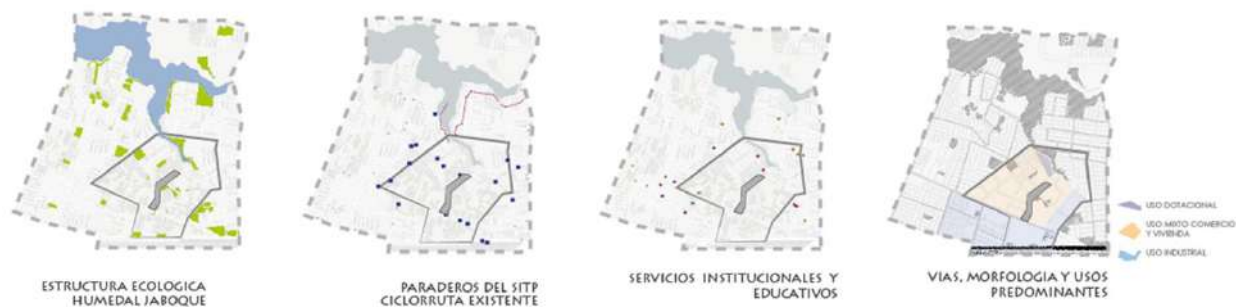 ESTRUCTURA ECOLOGICA
HUMEDAL JABOQUE
PARADEROS DEL SITP
CICLORRUTA EXISTENTE
SERVICIOS INSTITUCIONALES Y
EDUCATIVOS
VIAS, MORFOLOGIA Y USOS
PREDOMINANTES
USO DOTACIONAL
USO MIXTO COMERCIO
Y VIVIENDA
USO INDUSTRIAL